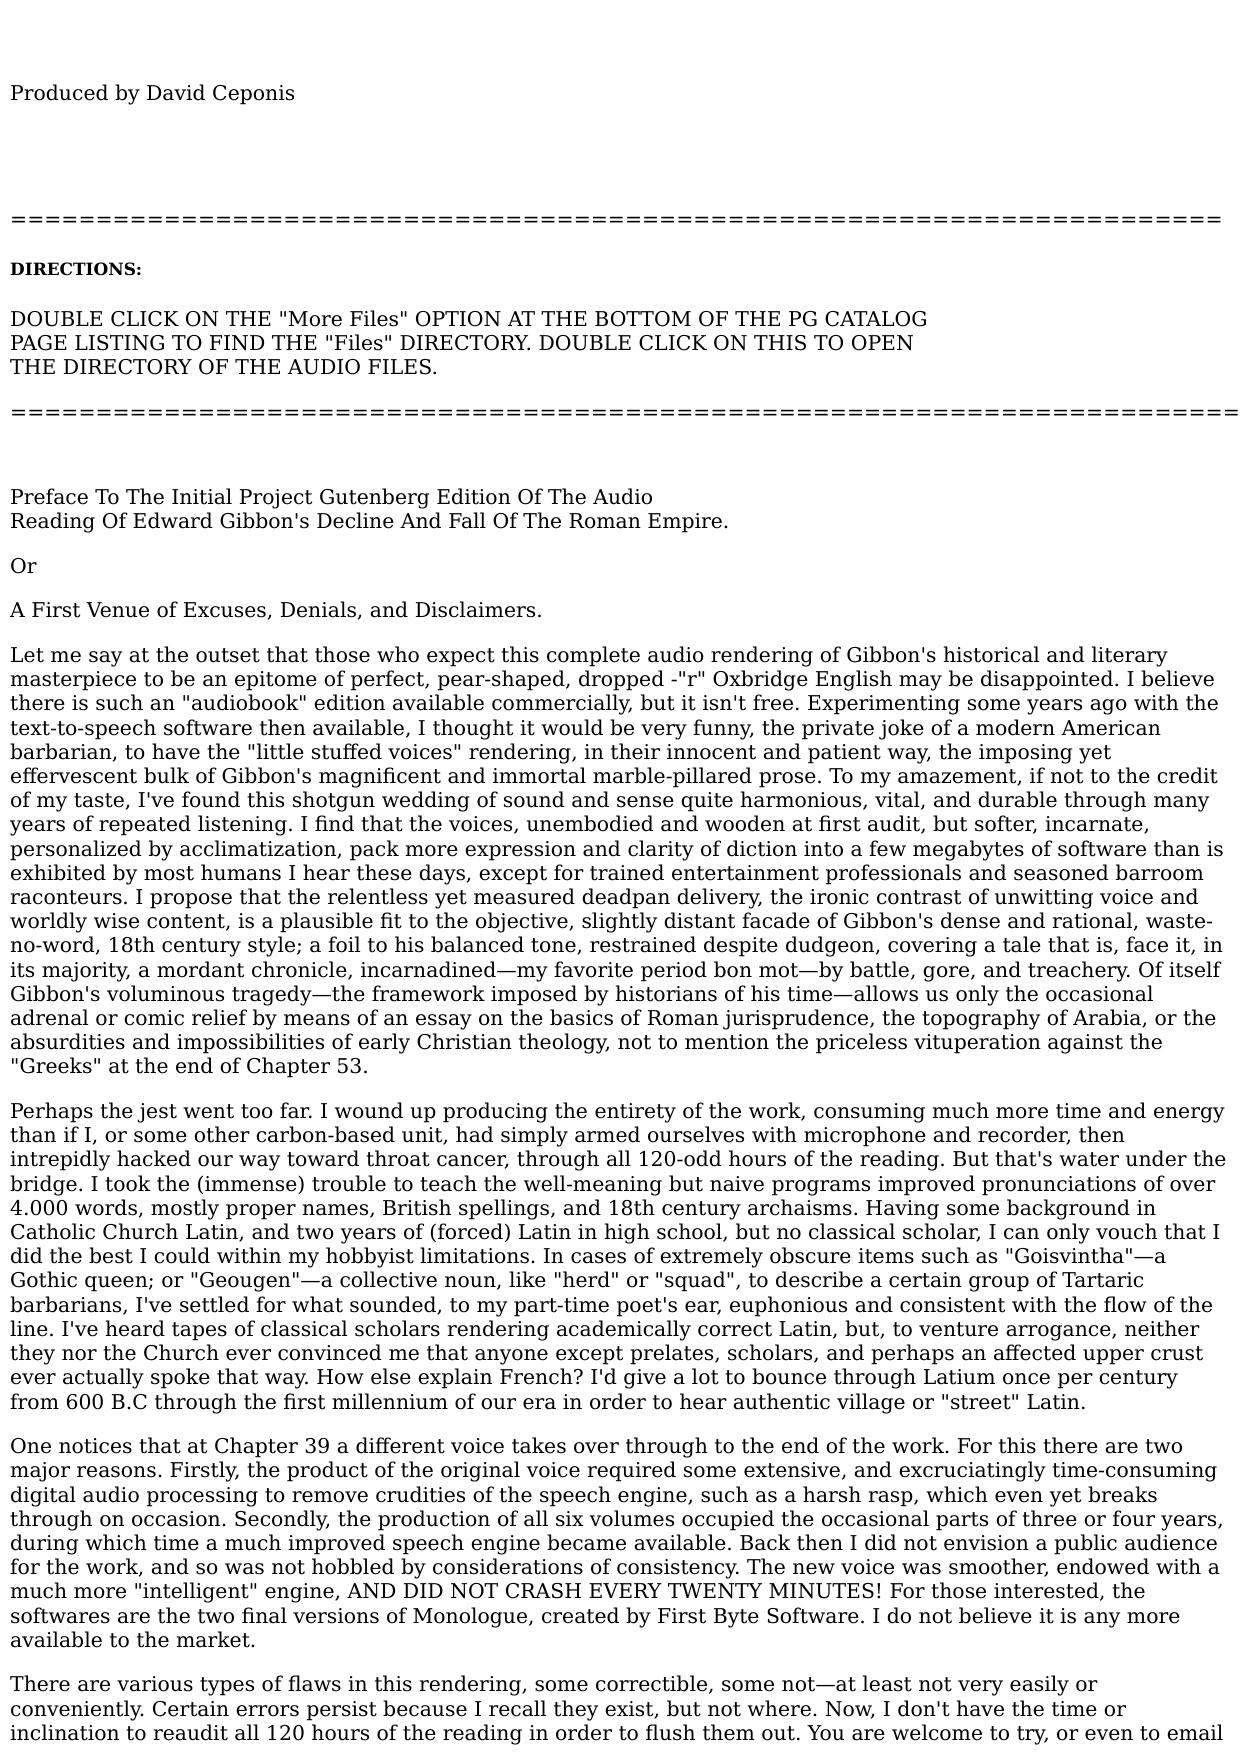 Produced by David Ceponis
=======================================================================
DIRECTIONS:
DOUBLE CLICK ON THE "More Files" OPTION AT THE BOTTOM OF THE PG CATALOG
PAGE LISTING TO FIND THE "Files" DIRECTORY. DOUBLE CLICK ON THIS TO OPEN
THE DIRECTORY OF THE AUDIO FILES.
========================================================================
Preface To The Initial Project Gutenberg Edition Of The Audio
Reading Of Edward Gibbon's Decline And Fall Of The Roman Empire.
Or
A First Venue of Excuses, Denials, and Disclaimers.
Let me say at the outset that those who expect this complete audio rendering of Gibbon's historical and literary
masterpiece to be an epitome of perfect, pear-shaped, dropped -"r" Oxbridge English may be disappointed. I believe
there is such an "audiobook" edition available commercially, but it isn't free. Experimenting some years ago with the
text-to-speech software then available, I thought it would be very funny, the private joke of a modern American
barbarian, to have the "little stuffed voices" rendering, in their innocent and patient way, the imposing yet
effervescent bulk of Gibbon's magnificent and immortal marble-pillared prose. To my amazement, if not to the credit
of my taste, I've found this shotgun wedding of sound and sense quite harmonious, vital, and durable through many
years of repeated listening. I find that the voices, unembodied and wooden at first audit, but softer, incarnate,
personalized by acclimatization, pack more expression and clarity of diction into a few megabytes of software than is
exhibited by most humans I hear these days, except for trained entertainment professionals and seasoned barroom
raconteurs. I propose that the relentless yet measured deadpan delivery, the ironic contrast of unwitting voice and
worldly wise content, is a plausible fit to the objective, slightly distant facade of Gibbon's dense and rational, waste-
no-word, 18th century style; a foil to his balanced tone, restrained despite dudgeon, covering a tale that is, face it, in
its majority, a mordant chronicle, incarnadined—my favorite period bon mot—by battle, gore, and treachery. Of itself
Gibbon's voluminous tragedy—the framework imposed by historians of his time—allows us only the occasional
adrenal or comic relief by means of an essay on the basics of Roman jurisprudence, the topography of Arabia, or the
absurdities and impossibilities of early Christian theology, not to mention the priceless vituperation against the
"Greeks" at the end of Chapter 53.
Perhaps the jest went too far. I wound up producing the entirety of the work, consuming much more time and energy
than if I, or some other carbon-based unit, had simply armed ourselves with microphone and recorder, then
intrepidly hacked our way toward throat cancer, through all 120-odd hours of the reading. But that's water under the
bridge. I took the (immense) trouble to teach the well-meaning but naive programs improved pronunciations of over
4.000 words, mostly proper names, British spellings, and 18th century archaisms. Having some background in
Catholic Church Latin, and two years of (forced) Latin in high school, but no classical scholar, I can only vouch that I
did the best I could within my hobbyist limitations. In cases of extremely obscure items such as "Goisvintha"—a
Gothic queen; or "Geougen"—a collective noun, like "herd" or "squad", to describe a certain group of Tartaric
barbarians, I've settled for what sounded, to my part-time poet's ear, euphonious and consistent with the flow of the
line. I've heard tapes of classical scholars rendering academically correct Latin, but, to venture arrogance, neither
they nor the Church ever convinced me that anyone except prelates, scholars, and perhaps an affected upper crust
ever actually spoke that way. How else explain French? I'd give a lot to bounce through Latium once per century
from 600 B.C through the first millennium of our era in order to hear authentic village or "street" Latin.
One notices that at Chapter 39 a different voice takes over through to the end of the work. For this there are two
major reasons. Firstly, the product of the original voice required some extensive, and excruciatingly time-consuming
digital audio processing to remove crudities of the speech engine, such as a harsh rasp, which even yet breaks
through on occasion. Secondly, the production of all six volumes occupied the occasional parts of three or four years,
during which time a much improved speech engine became available. Back then I did not envision a public audience
for the work, and so was not hobbled by considerations of consistency. The new voice was smoother, endowed with a
much more "intelligent" engine, AND DID NOT CRASH EVERY TWENTY MINUTES! For those interested, the
softwares are the two final versions of Monologue, created by First Byte Software. I do not believe it is any more
available to the market.
There are various types of flaws in this rendering, some correctible, some not—at least not very easily or
conveniently. Certain errors persist because I recall they exist, but not where. Now, I don't have the time or
inclination to reaudit all 120 hours of the reading in order to flush them out. You are welcome to try, or even to email